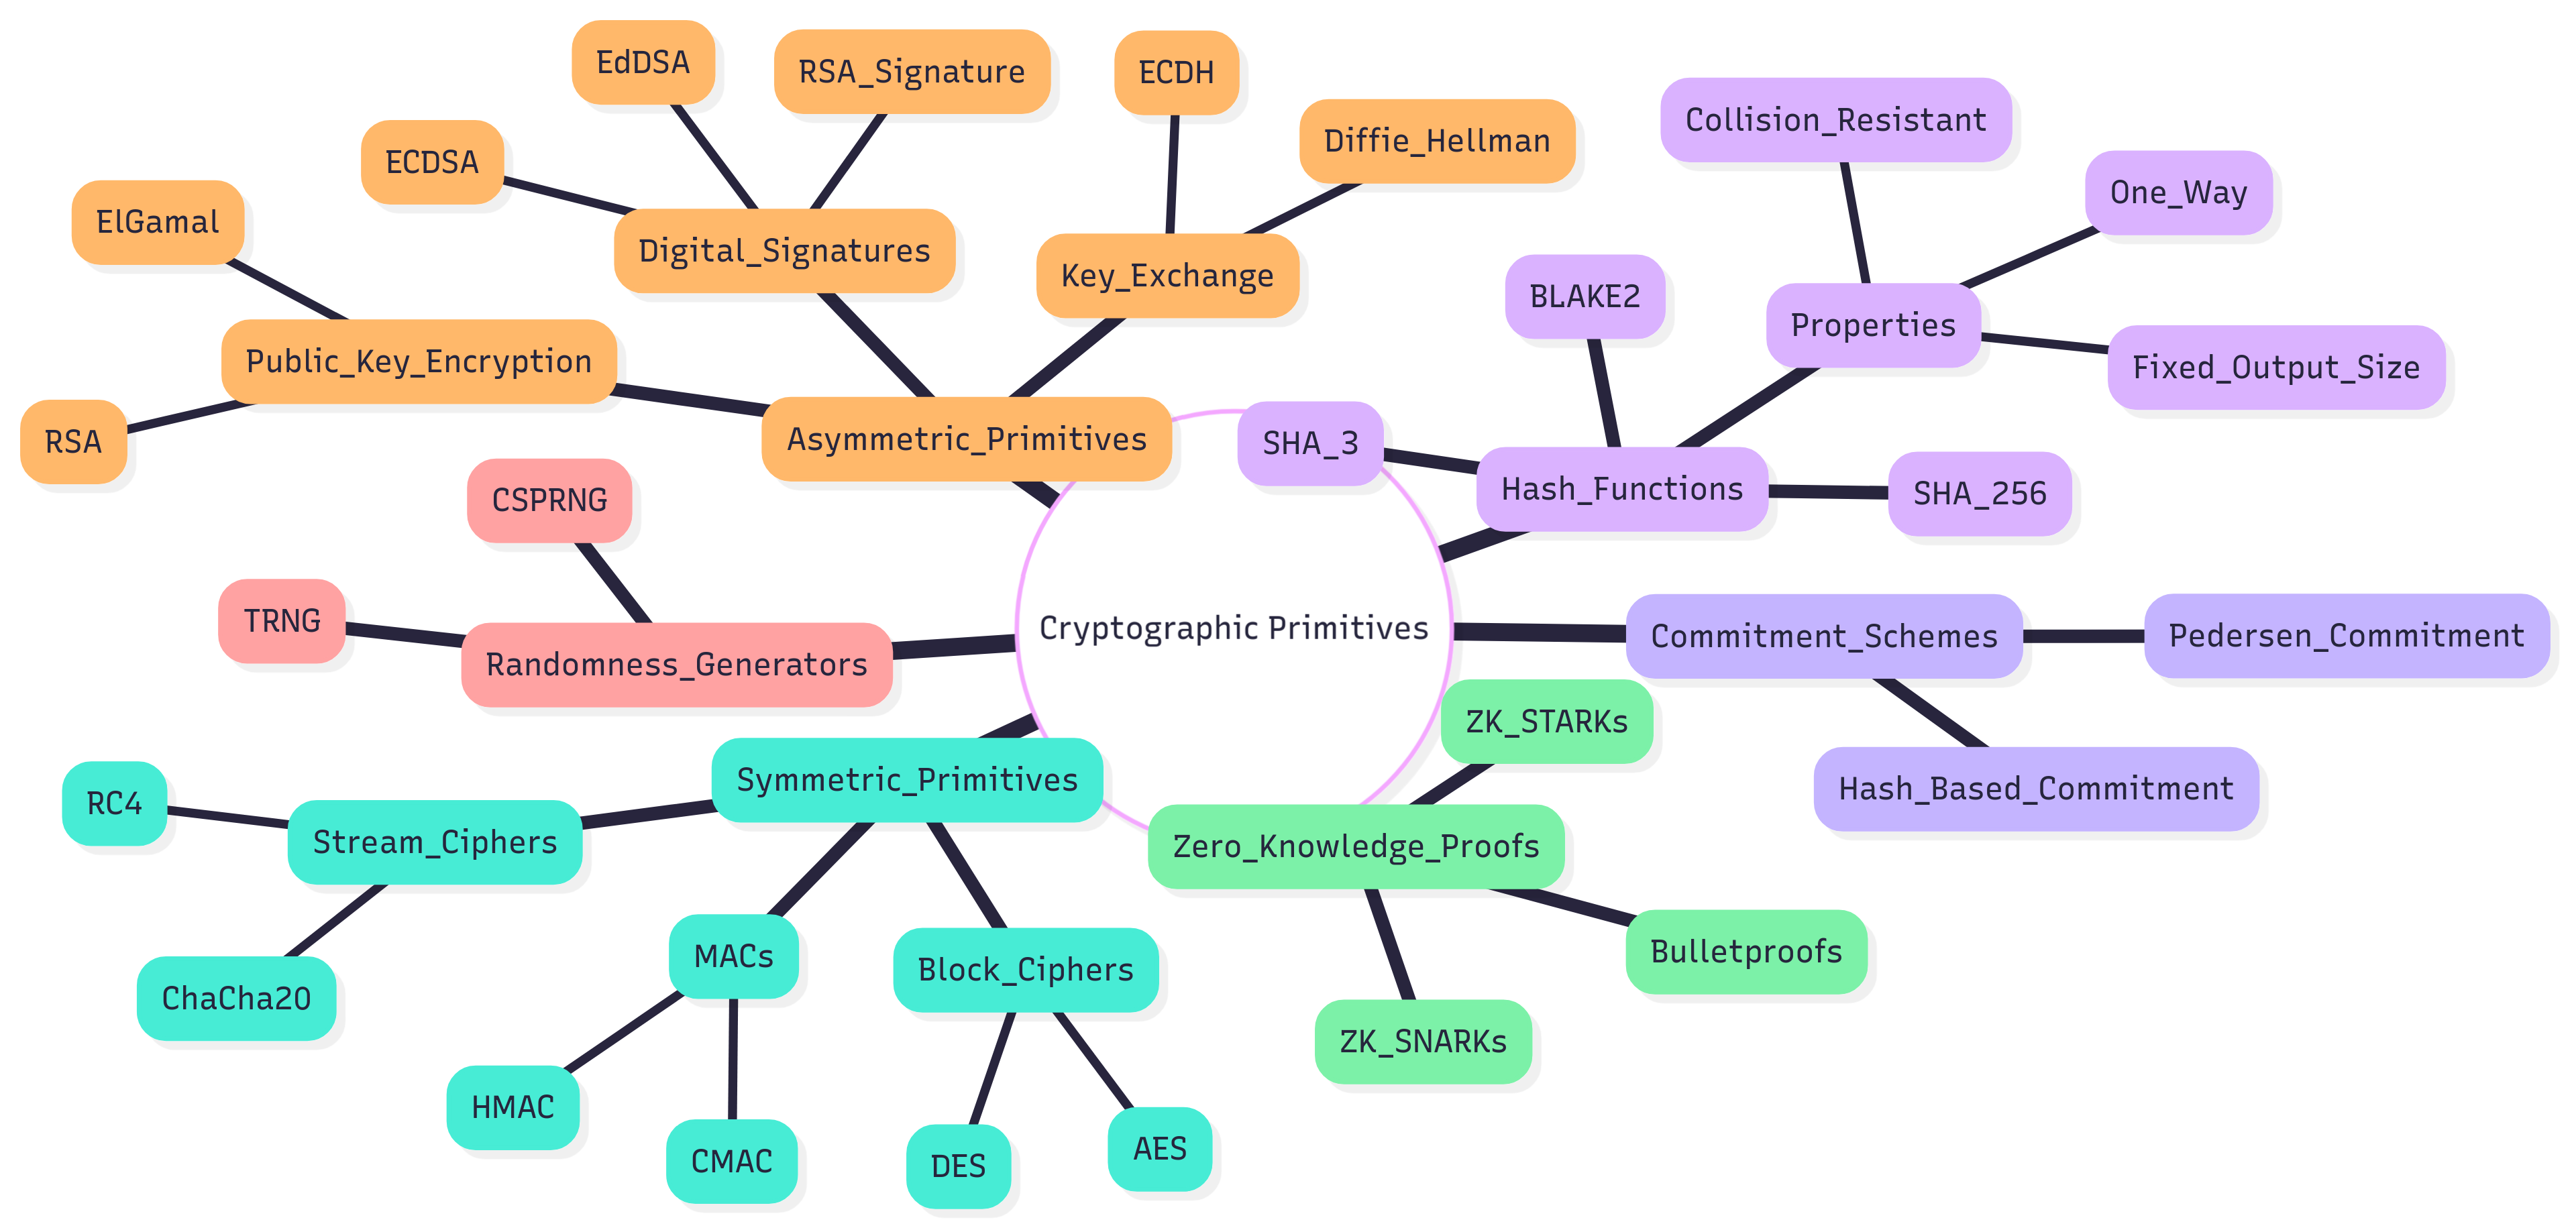 EdDSA
RSA_Signature
ECDH
Diffie_Hellman
Collision_Resistant
ECDSA
One_Way
ElGamal
Digital_Signatures
Key_Exchange
BLAKE2
Properties
Public_Key_Encryption
Fixed_Output_Size
RSA
Asymmetric_Primitives
SHA_3
Hash_Functions
SHA_256
CSPRNG
TRNG
Randomness_Generators
Cryptographic Primitives
Commitment_Schemes
Pedersen_Commitment
ZK_STARKs
Symmetric_Primitives
Hash_Based_Commitment
RC4
Stream_Ciphers
Zero_Knowledge_Proofs
MACs
Block_Ciphers
Bulletproofs
ChaCha20
ZK_SNARKs
HMAC
CMAC
DES
AES